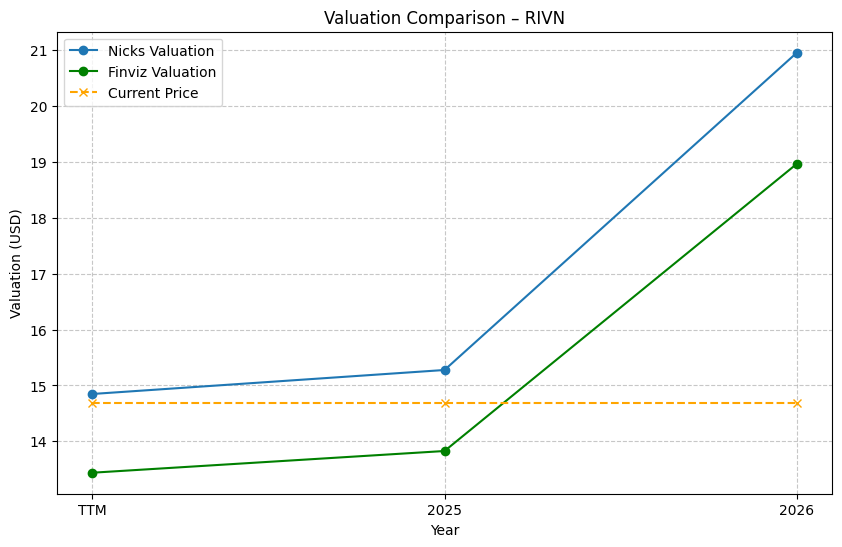 Valuation Comparison – RIVN
Nicks Valuation
Finviz Valuation
Current Price
Valuation (USD)
21
20
19
18
17
16
15
14
TTM
2025
2026
Year